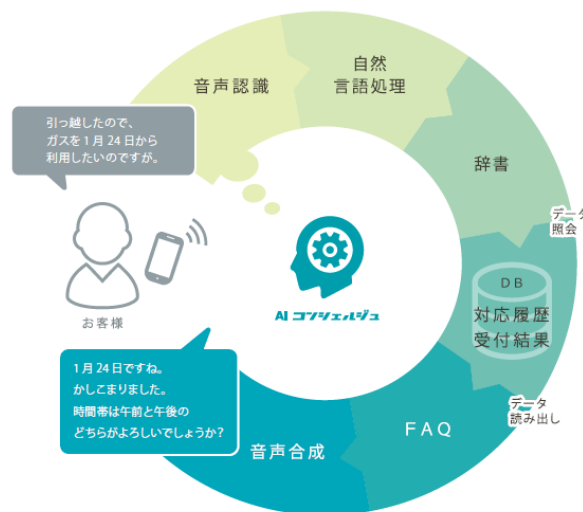 音声認識
自然
言語処理
辞書
データ
照会
DB
対応履歴
受付結果
データ
読み出し
FAQ
音声合成
引っ越したので、
ガスを1月24日から
利用したいのですが。
お客様
AI コンシェルジュ
1月24日ですね。
かしこまりました。
時間帯は午前と午後の
どちらがよろしいでしょうか?